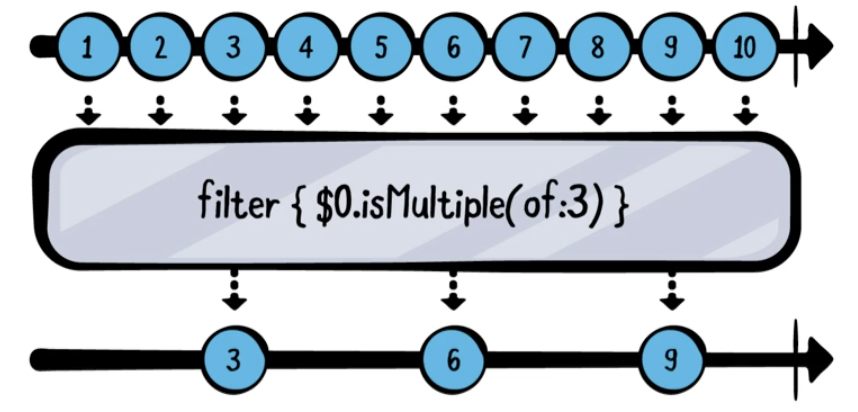 1 2 3 4 5 6 7 8 9 10
filter { $0.isMultiple(of:3) }
3 6 9